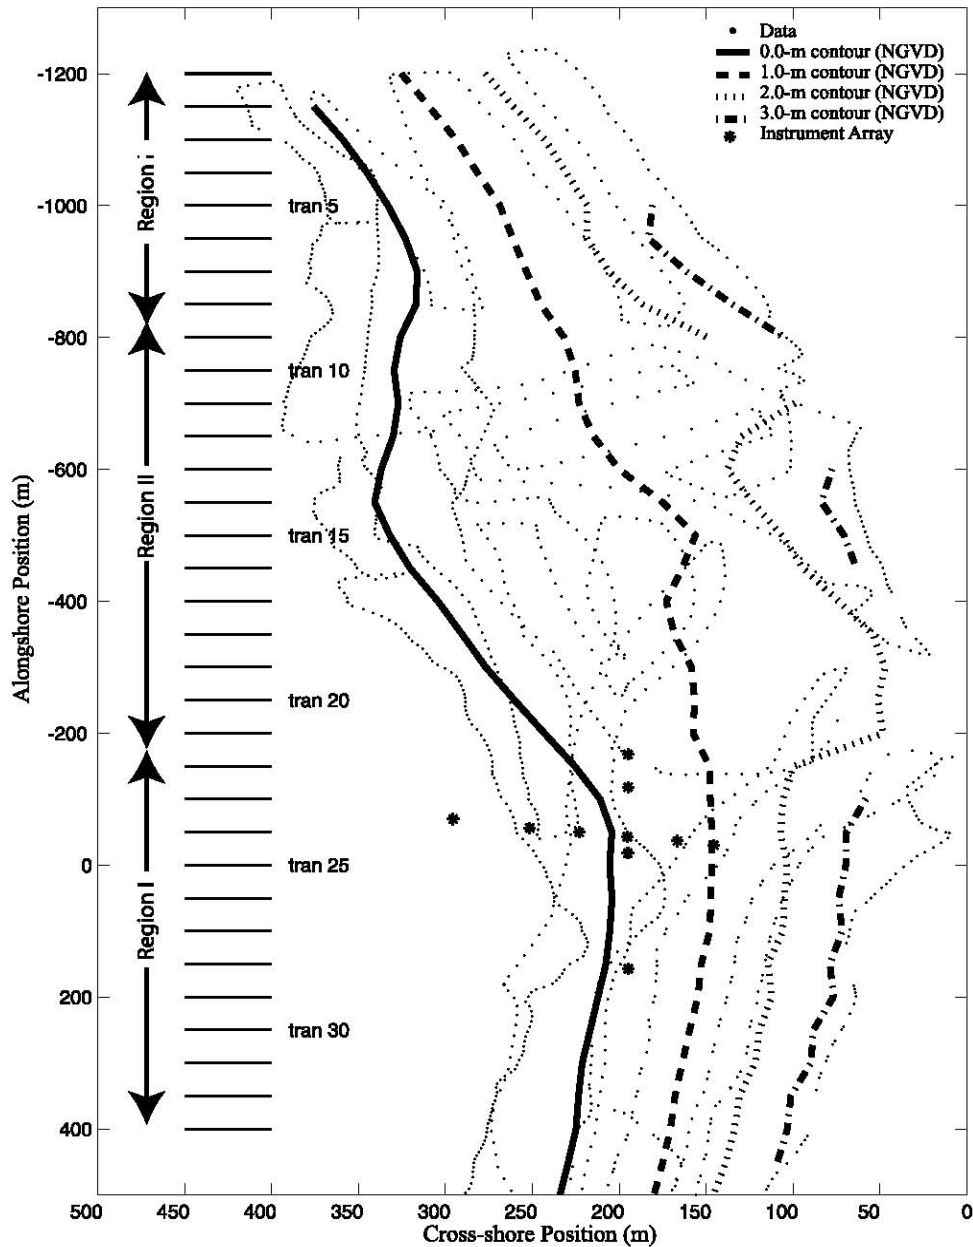 Data
0.0-m contour (NGVD)
1.0-m contour (NGVD)
2.0-m contour (NGVD)
3.0-m contour (NGVD)
Instrument Array
-1200
-1000
-800
-600
-400
-200
0
200
400
Alongshore Position (m)
Region i
Region II
Region I
tran 5
tran 10
tran 15
tran 20
tran 25
tran 30
500
450
400
350
300
250
200
150
100
50
0
Cross-shore Position (m)